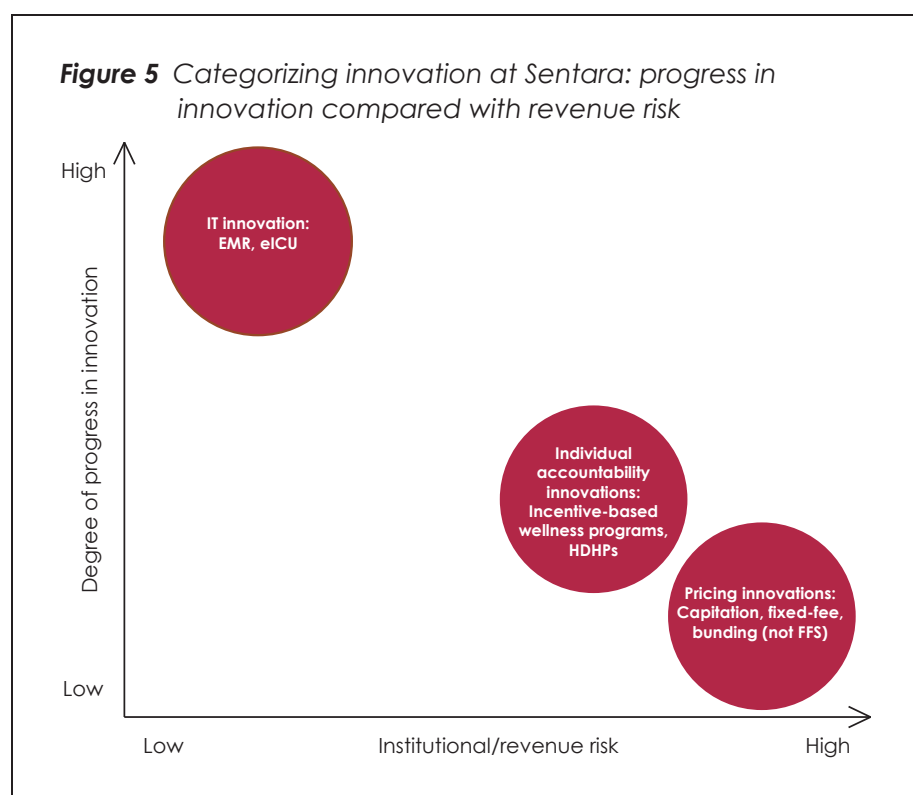 Figure 5 Categorizing innovation at Sentara: progress in
innovation compared with revenue risk
High
IT innovation:
EMR, eICU
Degree of progress in innovation
Individual
accountability
innovations:
Incentive-based
wellness programs,
HDHPs
Pricing innovations:
Capitation, fixed-fee,
bunding (not FFS)
Low
Low
Institutional/revenue risk
High